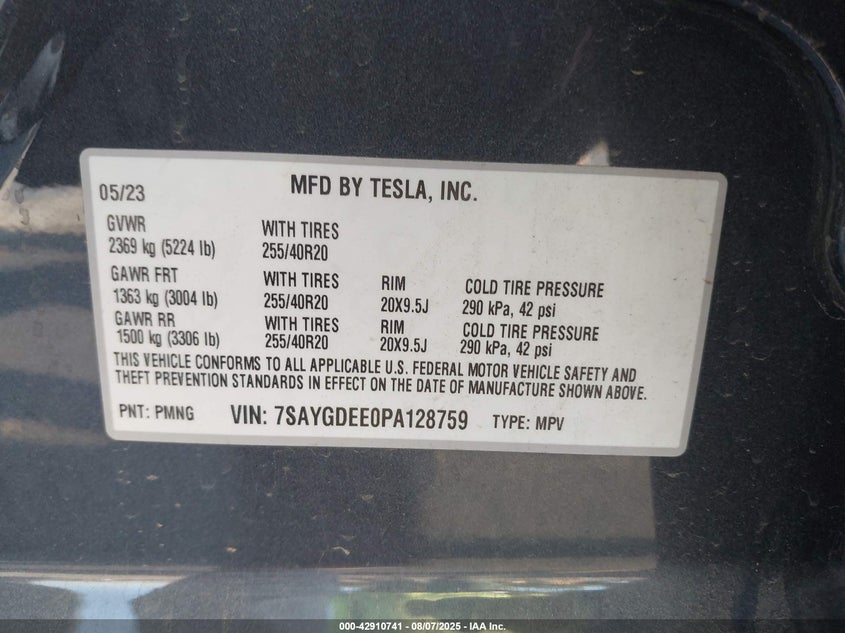 05/23 MFD BY TESLA, INC.
GVWR WITH TIRES
2369 kg (5224 lb) 255/40R20
GAWR FRT WITH TIRES RIM COLD TIRE PRESSURE
1363 kg (3004 lb) 255/40R20 20X9.5J 290 kPa, 42 psi
GAWR RR WITH TIRES RIM COLD TIRE PRESSURE
1500 kg (3306 lb) 255/40R20 20X9.5J 290 kPa, 42 psi
THIS VEHICLE CONFORMS TO ALL APPLICABLE U.S. FEDERAL MOTOR VEHICLE SAFETY AND
THEFT PREVENTION STANDARDS IN EFFECT ON THE DATE OF MANUFACTURE SHOWN ABOVE.
PNT: PMNG VIN: 7SAYGDEE0PA128759 TYPE: MPV
000-42910741 - 08/07/2025 - IAA Inc.